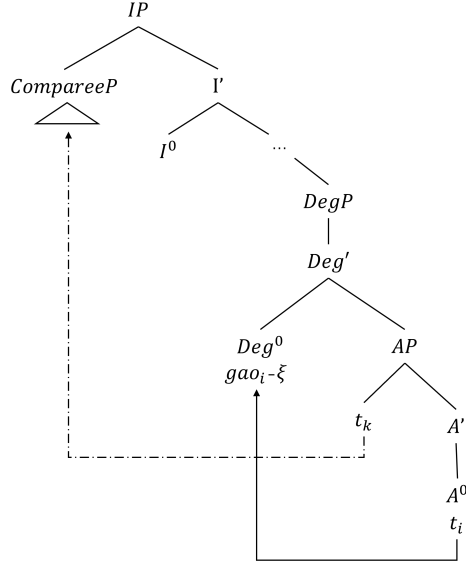 IP
CompareeP I’
I⁰ ...
DegP
Deg′
Deg⁰ AP
gaoᵢ-ξ
tₖ A’
A⁰
tᵢ